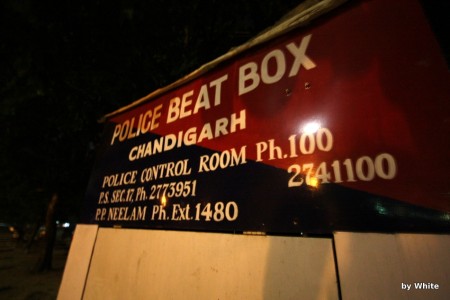 POLICE BEAT BOX
CHANDIGARH
POLICE CONTROL ROOM Ph.100
2741100
P.S. SEC.17, Ph. 2773951
P.P. NEELAM Ph. Ext.1480
by White